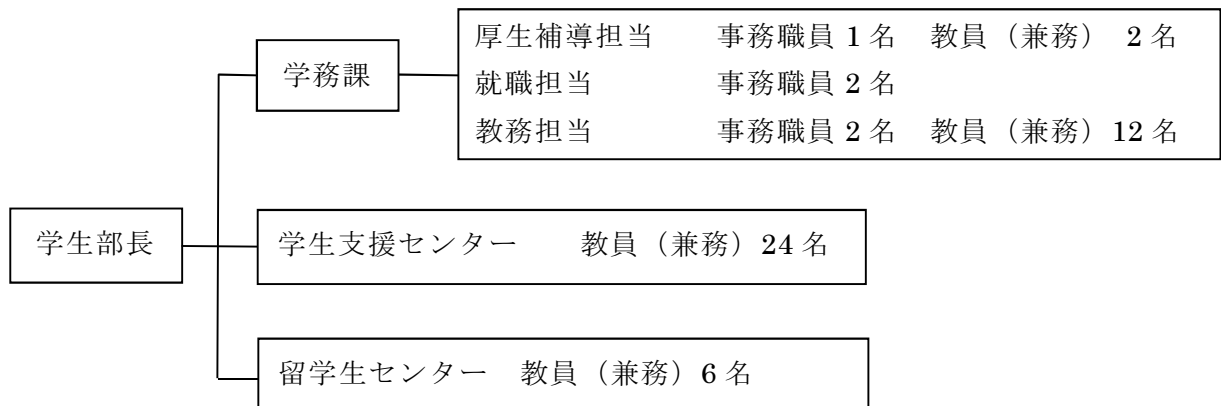 厚生補導担当　事務職員 1 名　教員（兼務） 2 名
学務課
就職担当　事務職員 2 名
教務担当　事務職員 2 名　教員（兼務） 12 名
学生部長
学生支援センター　教員（兼務）24 名
留学生センター　教員（兼務）6 名